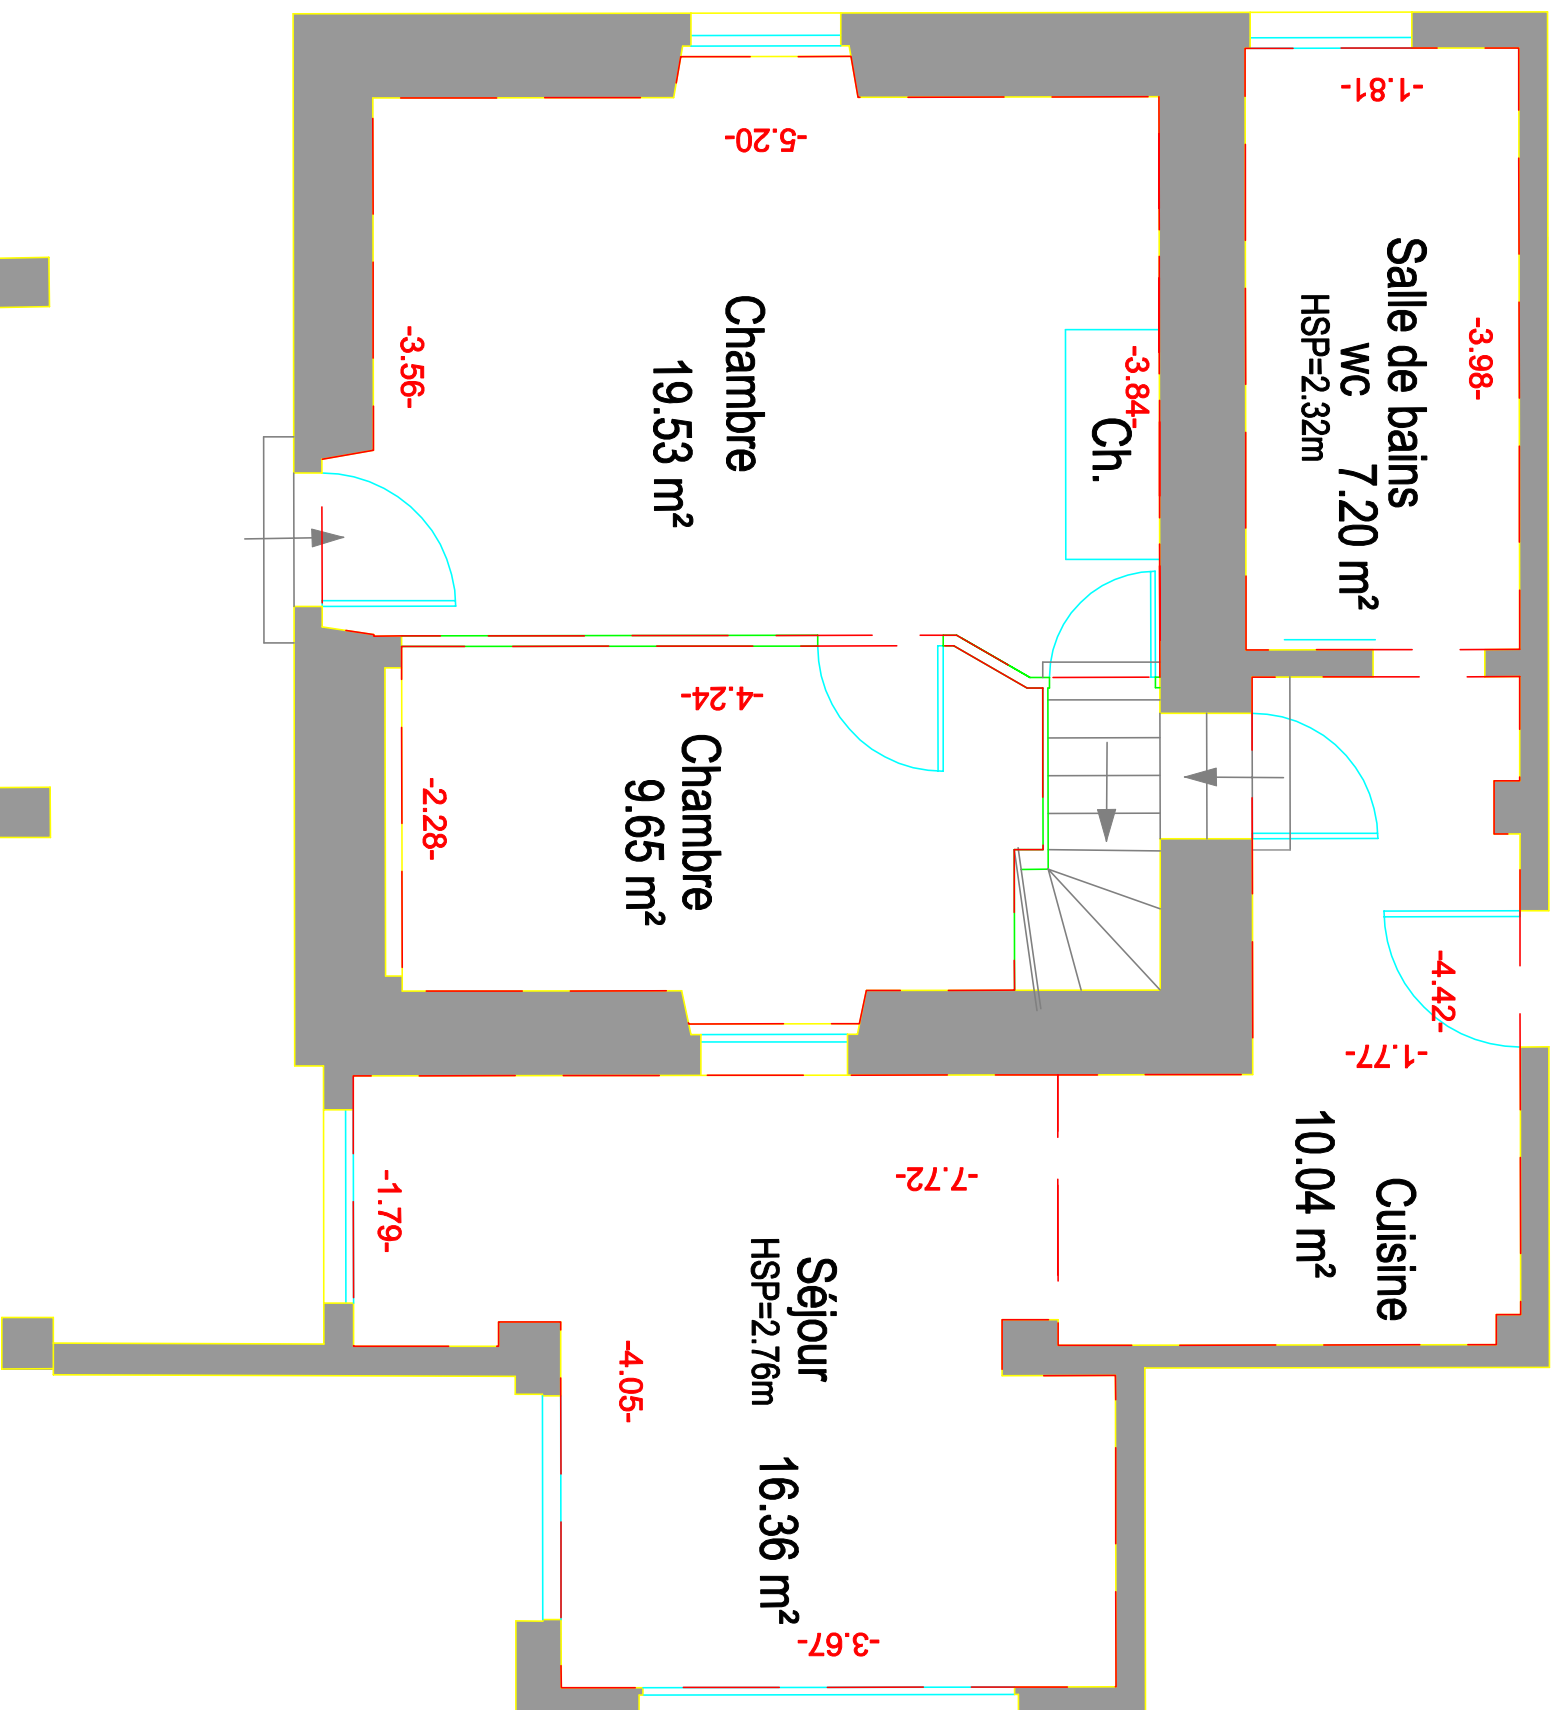 -1.81-
-3.98-
Salle de bains
WC 7.20 m²
HSP=2.32m
-5.20-
-3.56-
-3.84-
Ch.
Chambre
19.53 m²
-4.24-
-2.28-
Chambre
9.65 m²
-4.42-
-1.77-
Cuisine
10.04 m²
-7.72-
-1.79-
-4.05-
Séjour
HSP=2.76m 16.36 m²
-3.67-